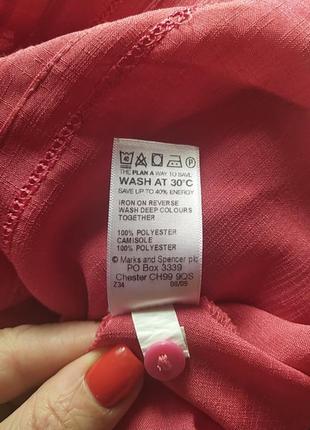 THE PLAN A WAY TO WASH
WASH AT 30°C
SAVE UP TO 40% ENERGY
IRON ON REVERSE
WASH DEEP COLOURS
TOGETHER
100% POLYESTER
CAMISOLE
100% POLYESTER
© Marks and Spencer plc
PO Box 3339
Chester CH99 9QS
Z34 08/09